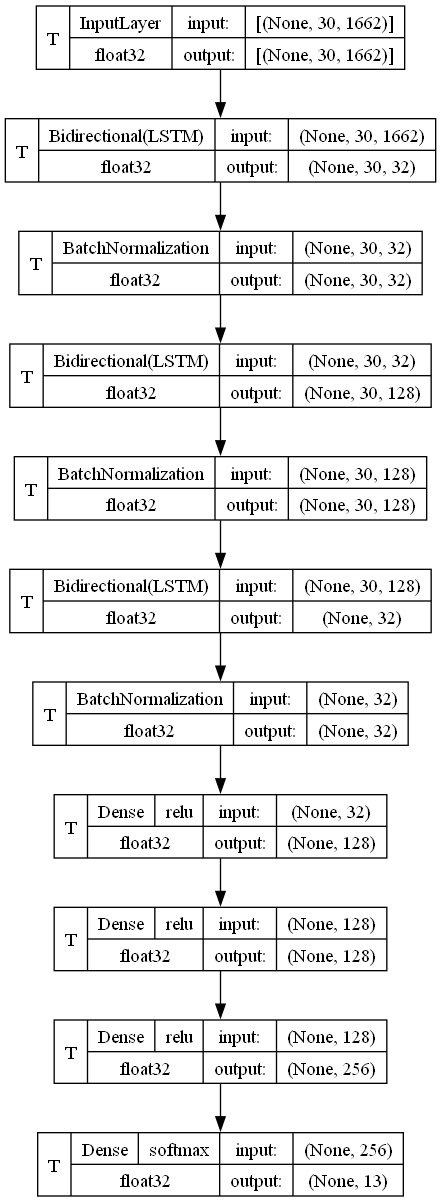 T InputLayer input: [(None, 30, 1662)]
float32 output: [(None, 30, 1662)]
T Bidirectional(LSTM) input: (None, 30, 1662)
float32 output: (None, 30, 32)
T BatchNormalization input: (None, 30, 32)
float32 output: (None, 30, 32)
T Bidirectional(LSTM) input: (None, 30, 32)
float32 output: (None, 30, 128)
T BatchNormalization input: (None, 30, 128)
float32 output: (None, 30, 128)
T Bidirectional(LSTM) input: (None, 30, 128)
float32 output: (None, 32)
T BatchNormalization input: (None, 32)
float32 output: (None, 32)
T Dense relu input: (None, 32)
float32 output: (None, 128)
T Dense relu input: (None, 128)
float32 output: (None, 128)
T Dense relu input: (None, 128)
float32 output: (None, 256)
T Dense softmax input: (None, 256)
float32 output: (None, 13)